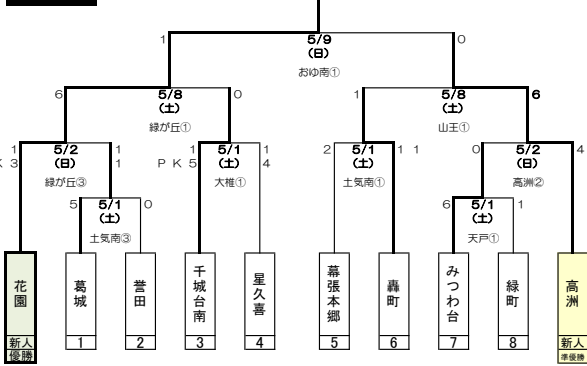 1 5/9 0
(日)
おゆ南①
6 5/8 0 1 5/8 6
(土) (土)
緑が丘① 山王①
1 5/2 1 1 5/1 1 2 5/1 1 1 0 5/2 4
K 3 (日) 1 P K 5 (土) 4 (土) (日)
緑が丘③ 大椎① 土気南① 高洲②
5 5/1 0 6 5/1 1
(土) (土)
土気南③ 天戸①
花園 葛城 誉田 千城台南 星久喜 幕張本郷 轟町 みつわ台 緑町 高洲
新人 1 2 3 4 5 6 7 8 新人
優勝 準優勝